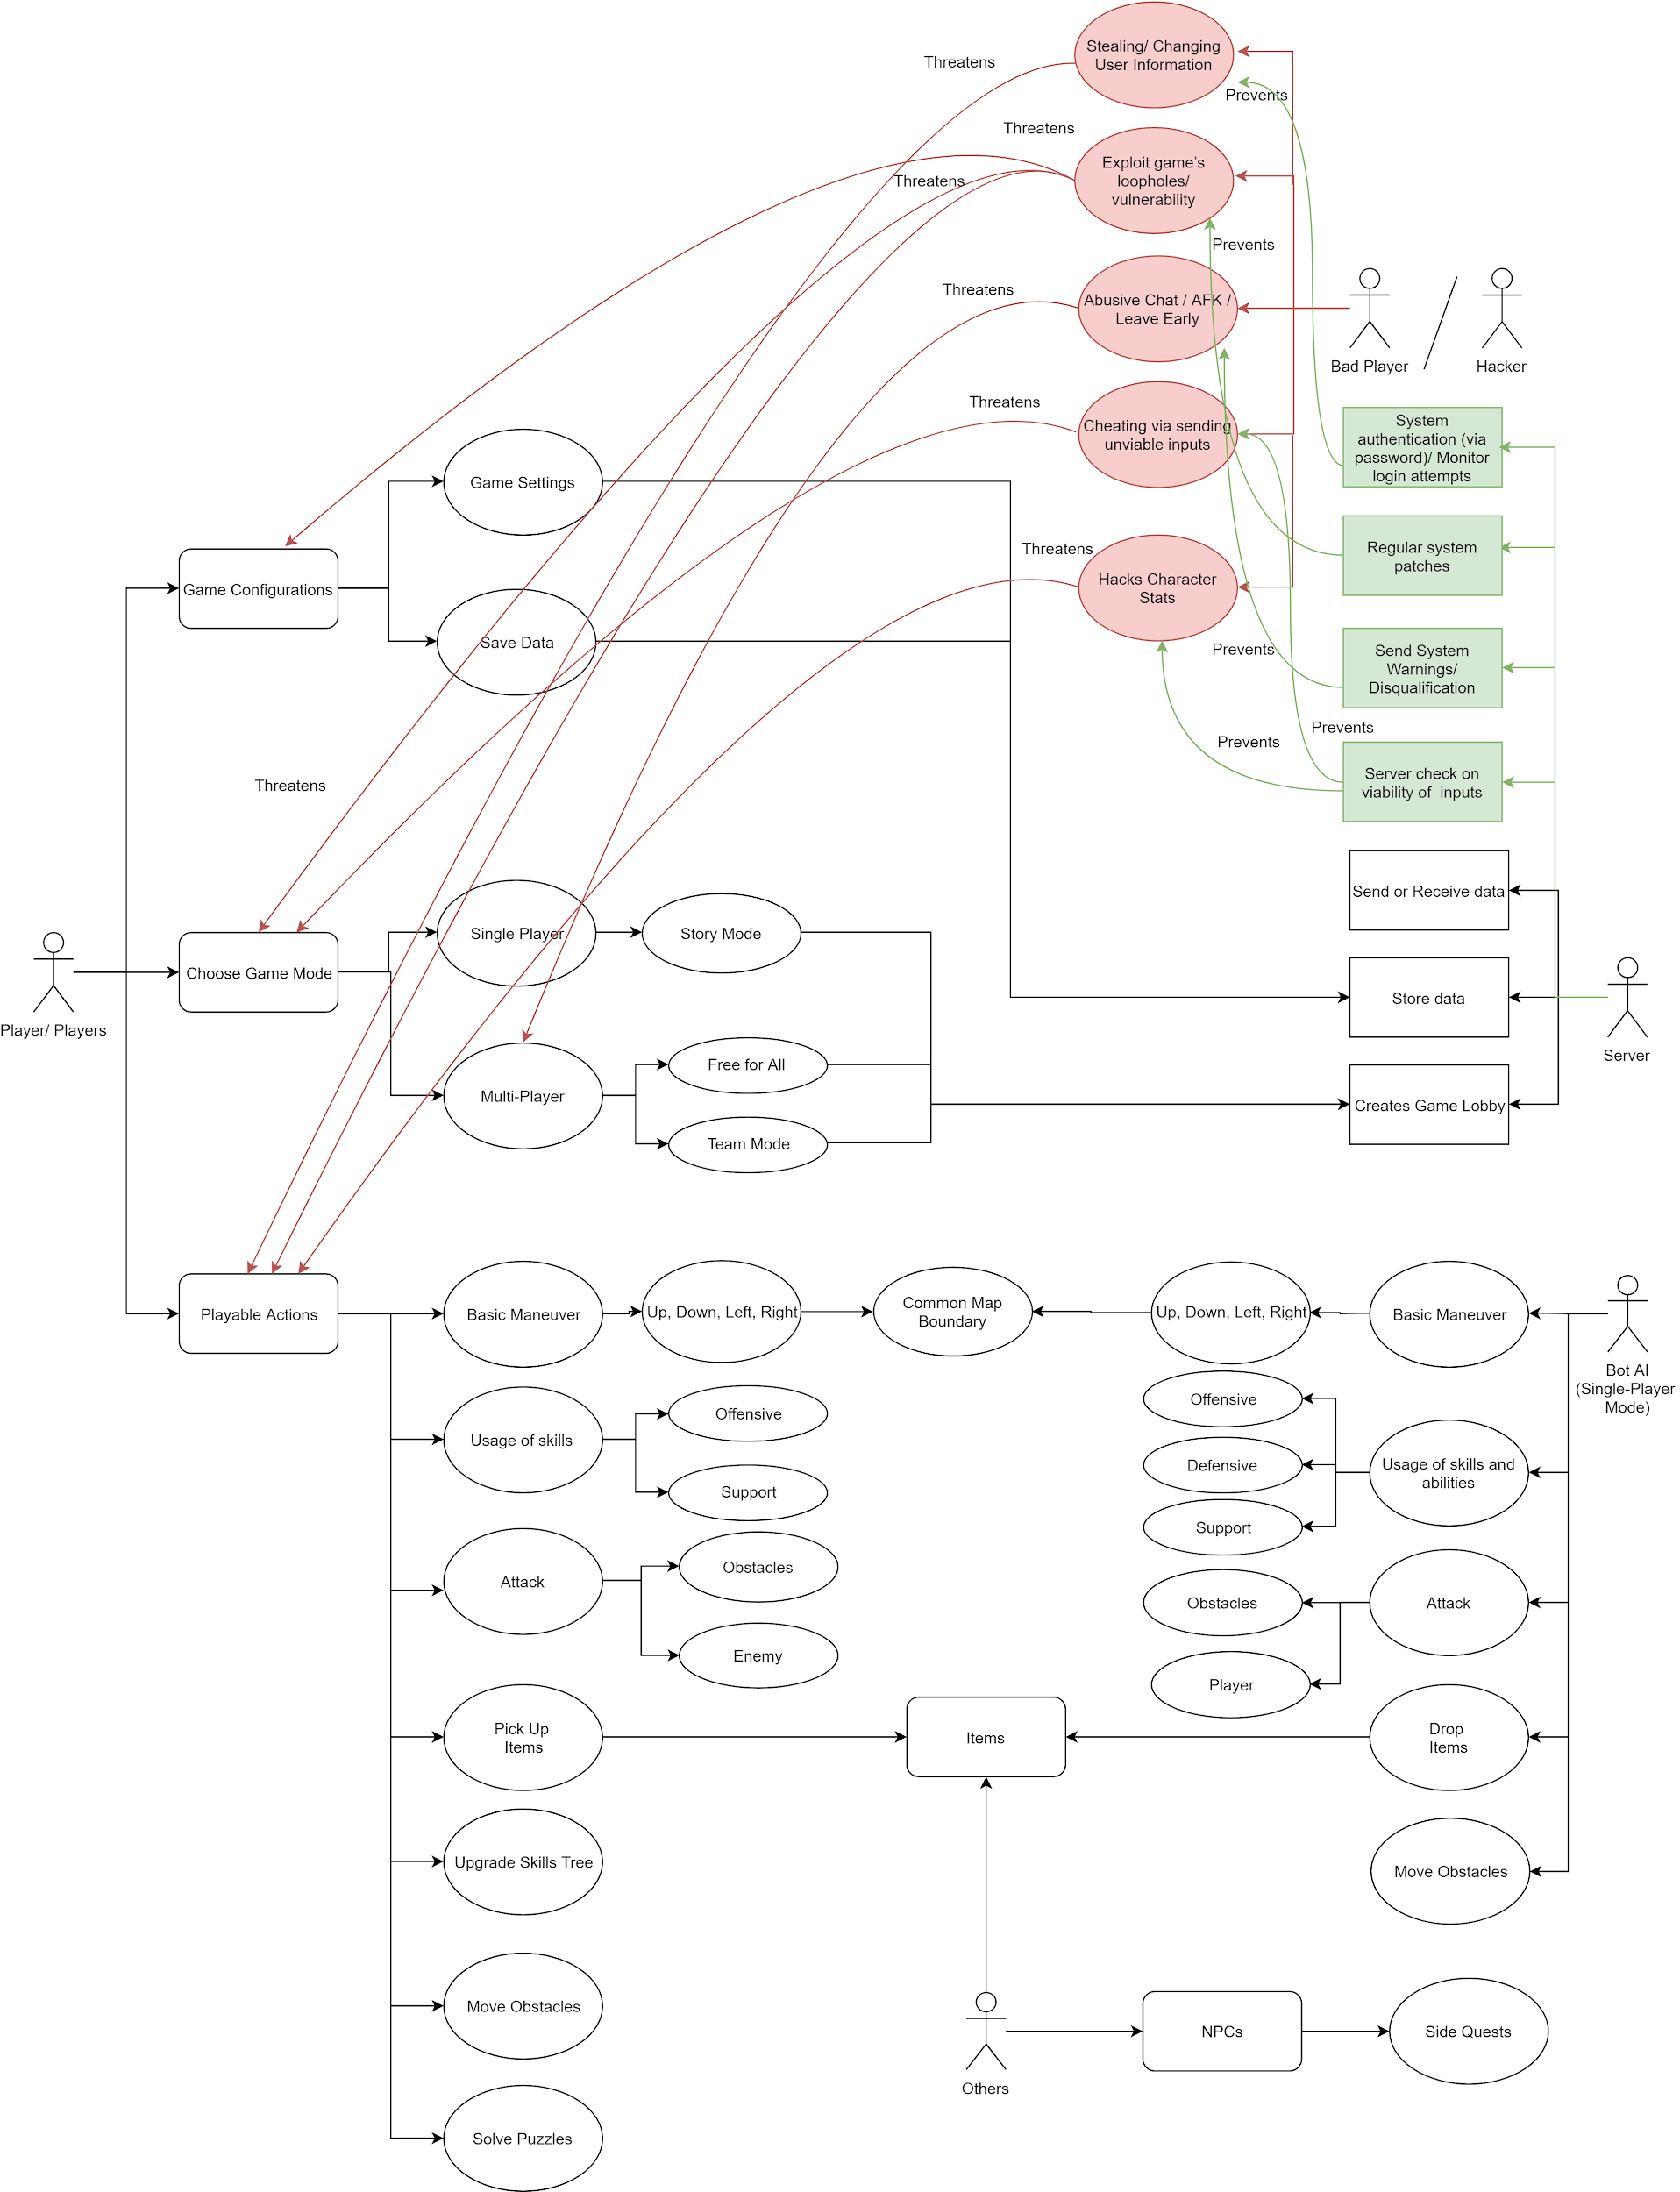 Threatens
Stealing/ Changing
User Information
Prevents
Threatens
Exploit game's
loopholes/
vulnerability
Threatens
Prevents
Threatens
Abusive Chat / AFK /
Leave Early
Bad Player
Hacker
Threatens
Cheating via sending
unviable inputs
System
authentication (via
password)/ Monitor
login attempts
Game Settings
Regular system
patches
Threatens
Hacks Character
Stats
Game Configurations
Save Data
Prevents
Send System
Warnings/
Disqualification
Prevents
Prevents
Server check on
viability of inputs
Threatens
Send or Receive data
Single Player
Story Mode
Choose Game Mode
Player/ Players
Store data
Server
Multi-Player
Free for All
Team Mode
Creates Game Lobby
Playable Actions
Basic Maneuver
Up, Down, Left, Right
Common Map
Boundary
Up, Down, Left, Right
Basic Maneuver
Bot AI
(Single-Player
Mode)
Usage of skills
Offensive
Support
Offensive
Defensive
Support
Usage of skills and
abilities
Attack
Obstacles
Enemy
Obstacles
Player
Attack
Pick Up
Items
Items
Drop
Items
Upgrade Skills Tree
Move Obstacles
Move Obstacles
Others
NPCs
Side Quests
Solve Puzzles